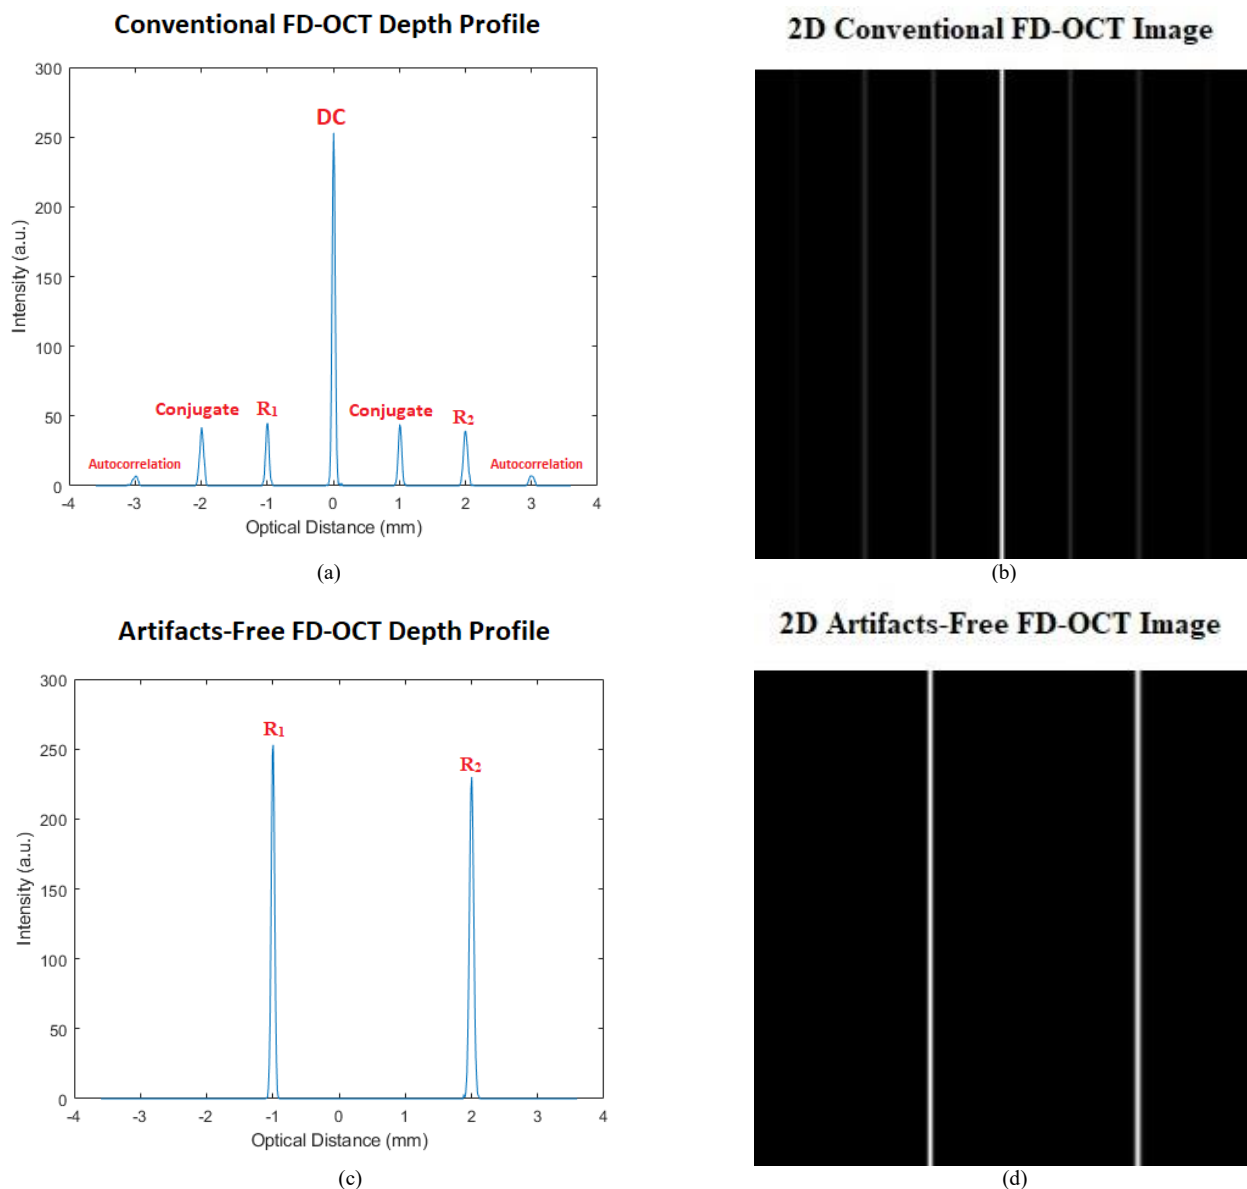 Conventional FD-OCT Depth Profile
300
250
200
150
100
50
0
-4 -3 -2 -1 0 1 2 3 4
Intensity (a.u.)
Optical Distance (mm)
DC
Conjugate
R1
Conjugate
R2
Autocorrelation
Autocorrelation
(a)
2D Conventional FD-OCT Image
(b)
Artifacts-Free FD-OCT Depth Profile
300
250
200
150
100
50
0
-4 -3 -2 -1 0 1 2 3 4
Intensity (a.u.)
Optical Distance (mm)
R1
R2
(c)
2D Artifacts-Free FD-OCT Image
(d)